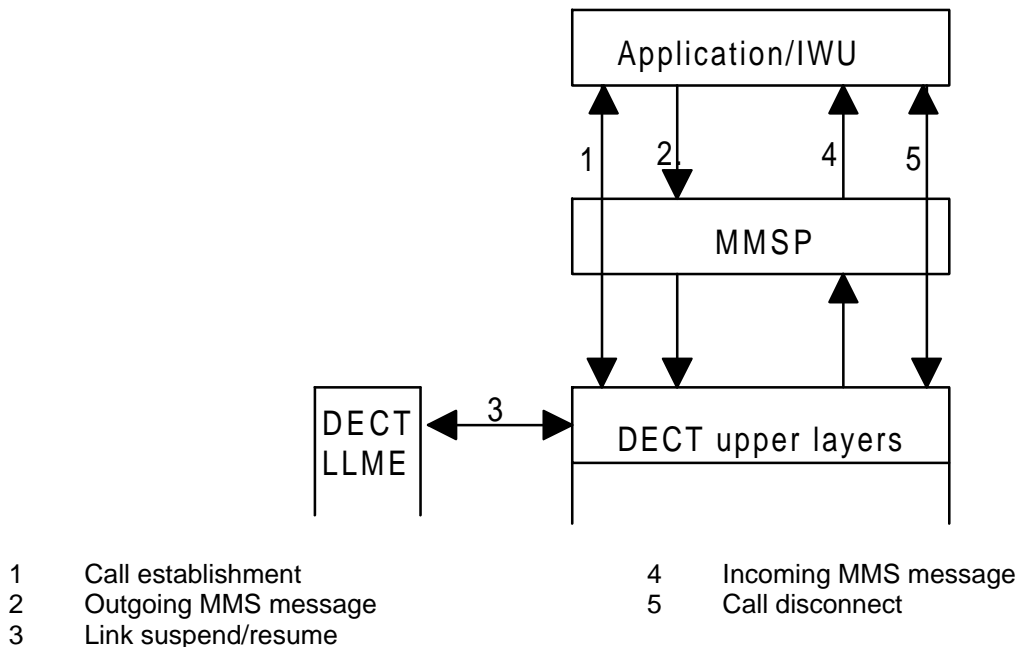 Application/IWU
1
2.
4
5
MMSP
3
DECT
LLME
DECT upper layers
1 Call establishment
2 Outgoing MMS message
3 Link suspend/resume
4 Incoming MMS message
5 Call disconnect